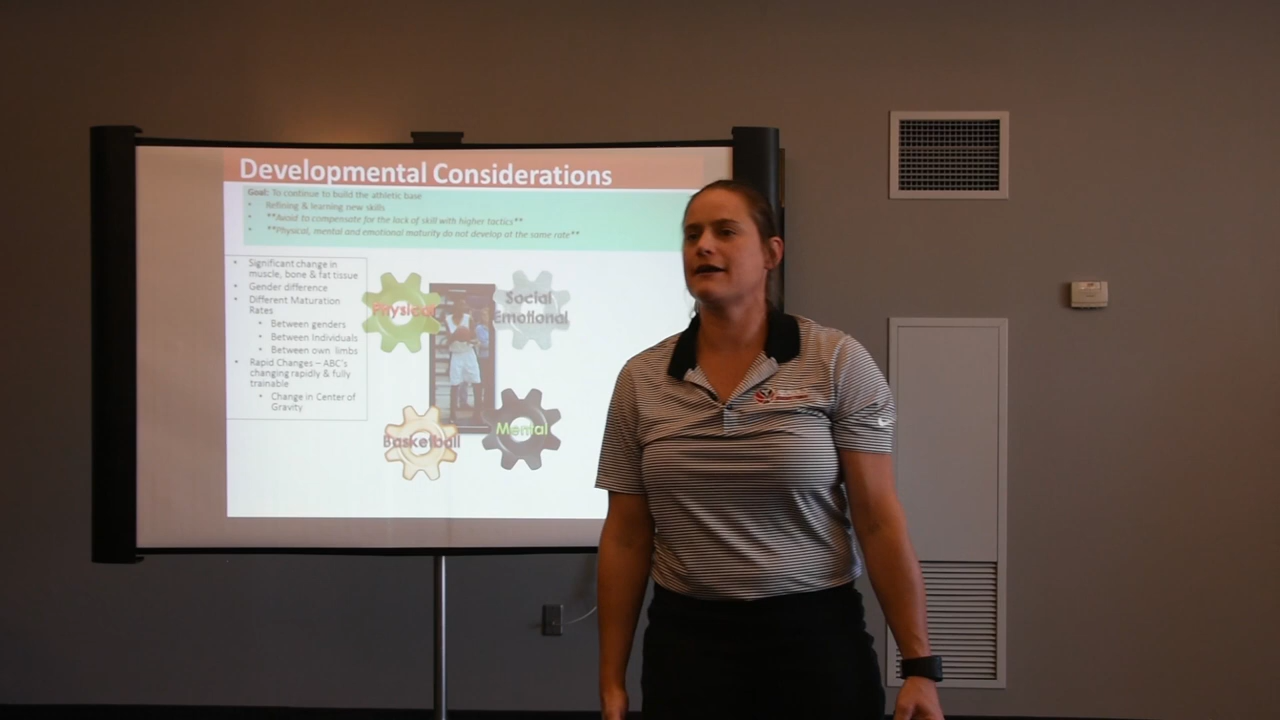 Developmental Considerations
Goal: To continue to build the athletic base
• Refining & learning new skills
• **Avoid to compensate for the lack of skill with higher tactics**
• **Physical, mental and emotional maturity do not develop at the same rate**
• Significant change in
muscle, bone & fat tissue
• Gender difference
• Different Maturation
Rates
• Between genders
• Between Individuals
• Between own limbs
• Rapid Changes – ABC's
changing rapidly & fully
trainable
• Change in Center of
Gravity
Physical
Social
Emotional
Basketball
Mental